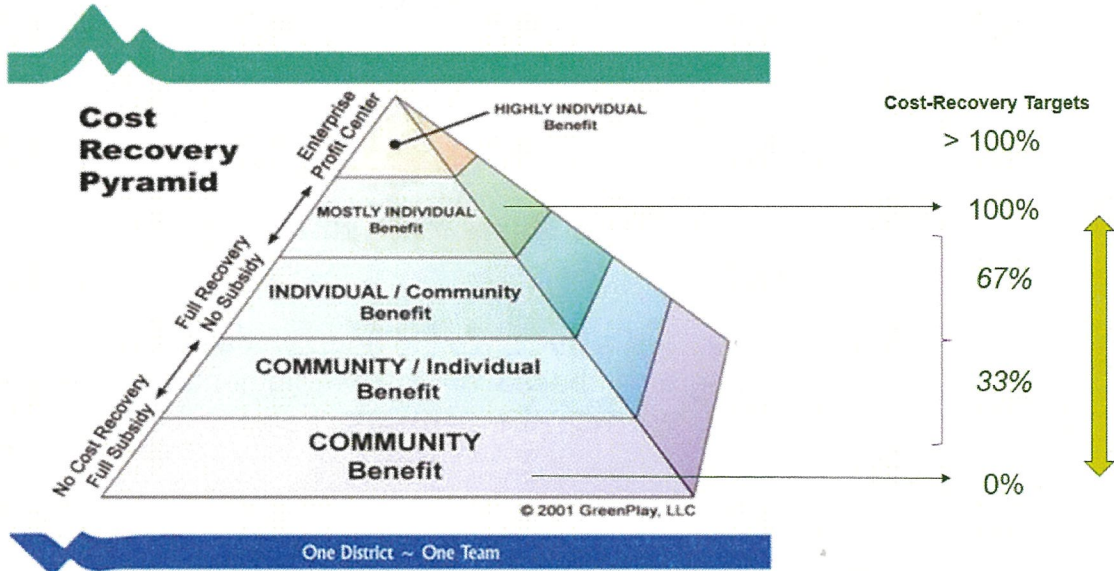 Cost
Recovery
Pyramid
Enterprise
Profit Center
Full Recovery
No Subsidy
No Cost Recovery
Full Subsidy
HIGHLY INDIVIDUAL
Benefit
MOSTLY INDIVIDUAL
Benefit
INDIVIDUAL / Community
Benefit
COMMUNITY / Individual
Benefit
COMMUNITY
Benefit
© 2001 GreenPlay, LLC
Cost-Recovery Targets
> 100%
100%
67%
33%
0%
One District ~ One Team